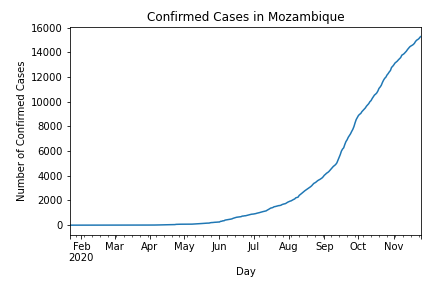 Confirmed Cases in Mozambique
Number of Confirmed Cases
16000
14000
12000
10000
8000
6000
4000
2000
0
Feb Mar Apr May Jun Jul Aug Sep Oct Nov
2020
Day